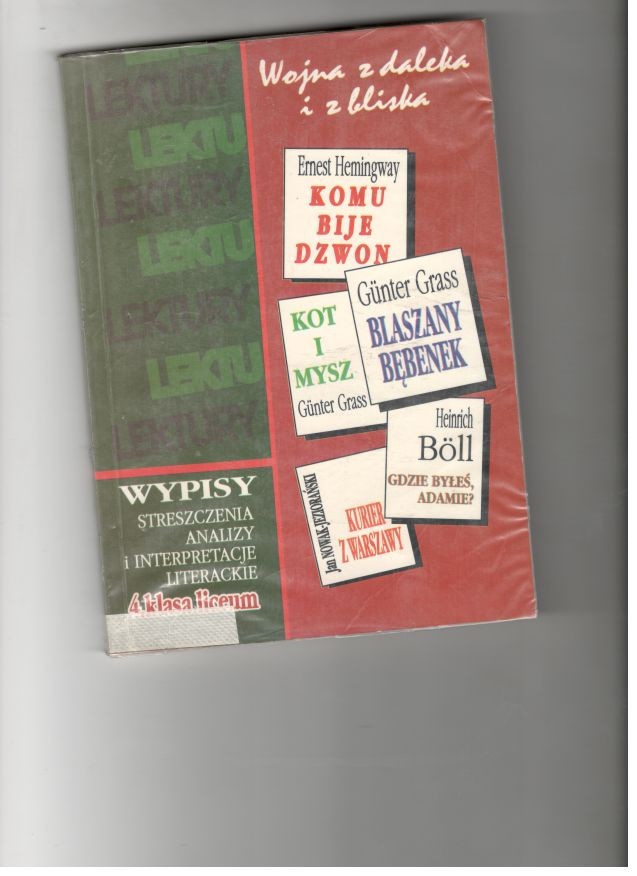 LEKTURY
LEKTU
LEKTURY
LEKTU
LEKTURY
LEKTU
LEKTURY
WYPISY
STRESZCZENIA
ANALIZY
i INTERPRETACJE
LITERACKIE
4 klasa liceum
Wojna z daleka
i z bliska
Ernest Hemingway
KOMU
BIJE
DZWON
Günter Grass
BLASZANY
BĘBENEK
KOT
I
MYSZ
Günter Grass
Heinrich
Böll
GDZIE BYŁEŚ,
ADAMIE?
Jan NOWAK-JEZIORAŃSKI
KURIER
Z WARSZAWY